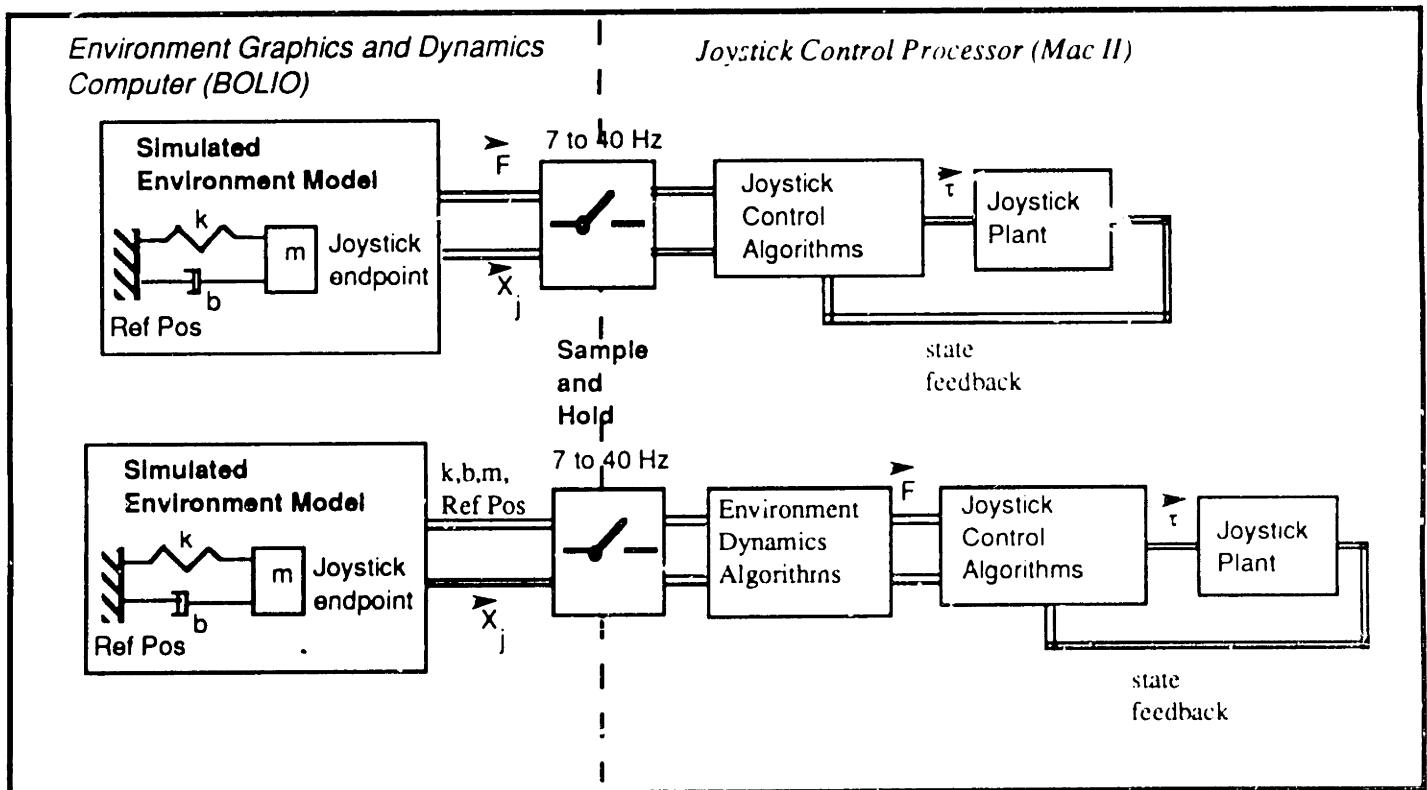 Environment Graphics and Dynamics
Computer (BOLIO)
Joystick Control Processor (Mac II)
Simulated
Environment Model
k
m
b
Joystick
endpoint
Ref Pos
F
X j
7 to 40 Hz
Joystick
Control
Algorithms
τ
Joystick
Plant
state
feedback
Sample
and
Hold
Simulated
Environment Model
k
m
b
Joystick
endpoint
Ref Pos
k,b,m,
Ref Pos
X j
7 to 40 Hz
Environment
Dynamics
Algorithms
F
Joystick
Control
Algorithms
τ
Joystick
Plant
state
feedback